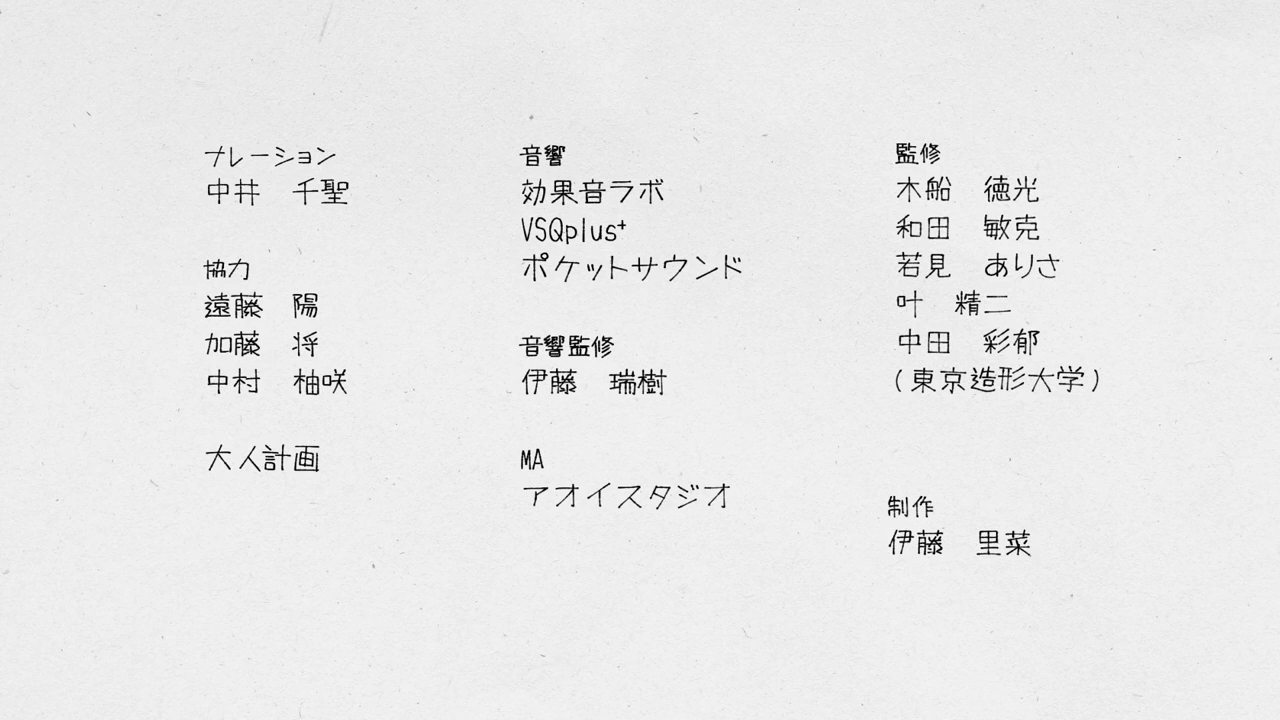 ナレーション
中井　千聖
協力
遠藤　陽
加藤　将
中村　柚咲
大人計画
音響
効果音ラボ
VSQplus+
ポケットサウンド
音響監修
伊藤　瑞樹
MA
アオイスタジオ
監修
木船　徳光
和田　敏克
若見　ありさ
叶　精二
中田　彩郁
(東京造形大学)
制作
伊藤　里菜